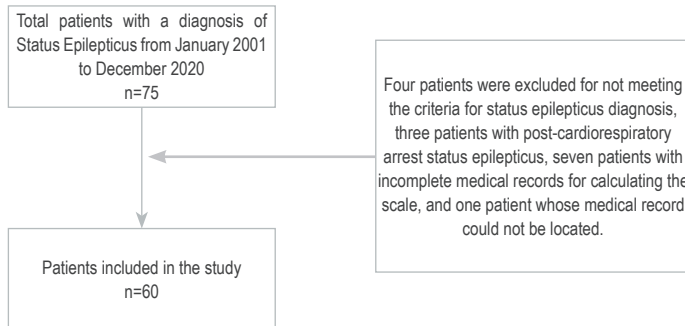 Total patients with a diagnosis of
Status Epilepticus from January 2001
to December 2020
n=75
Four patients were excluded for not meeting
the criteria for status epilepticus diagnosis,
three patients with post-cardiorespiratory
arrest status epilepticus, seven patients with
incomplete medical records for calculating the
scale, and one patient whose medical record
could not be located.
Patients included in the study
n=60